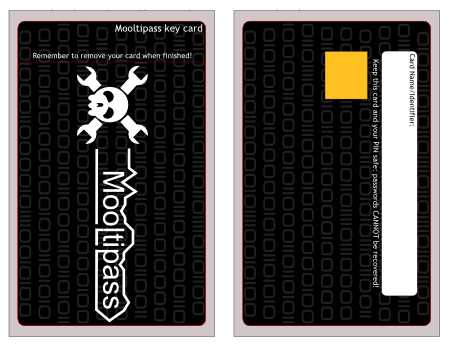 Mooltipass key card
Remember to remove your card when finished!
Mooltipass
Card Name/Identifier:
Keep this card and your PIN safe: passwords CANNOT be recovered!